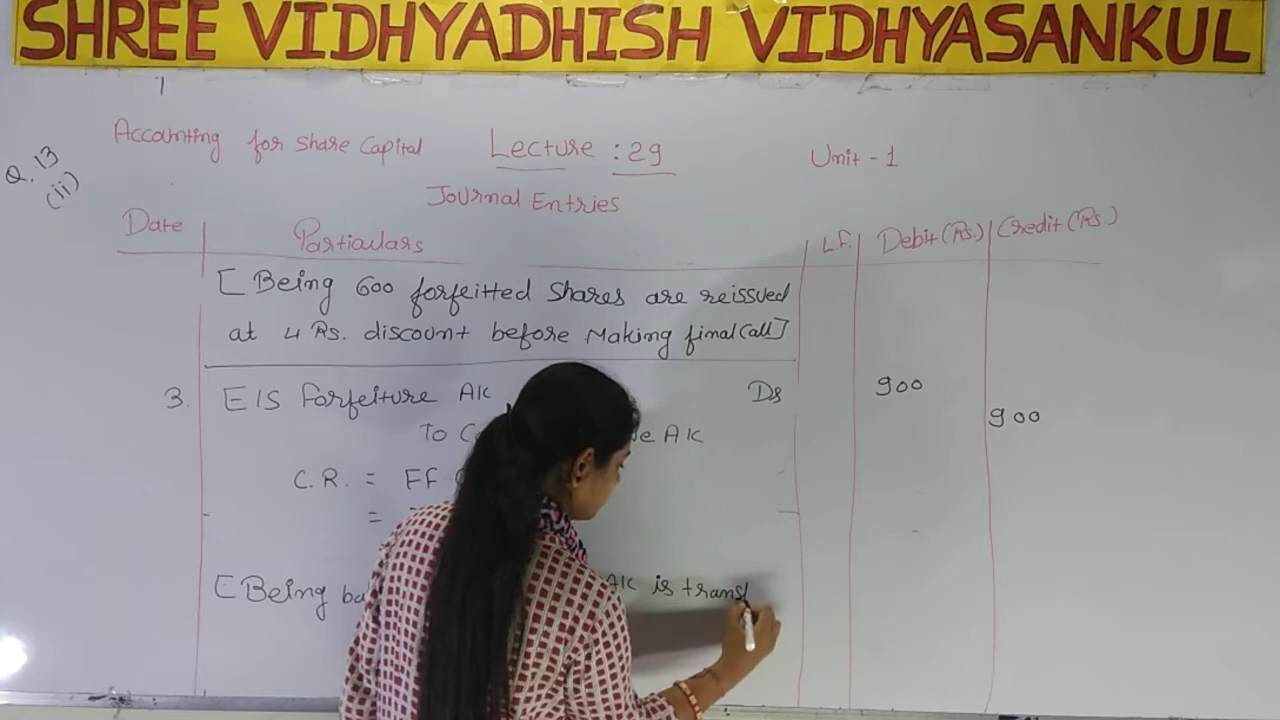 SHREE VIDHYADHISH VIDHYASANKUL
Q. 13
(ii)
Accounting for Share Capital Lecture : 29 Unit - 1
Journal Entries
Date Particulars L.F. Debit (Rs.) Credit (Rs.)
[Being 600 forfeitted shares are reissued
at 4 Rs. discount before Making final Call]
3. E/S Forfeiture A/c Dr 900
To A/c 900
C.R. = FF
=
[Being A/c is transf